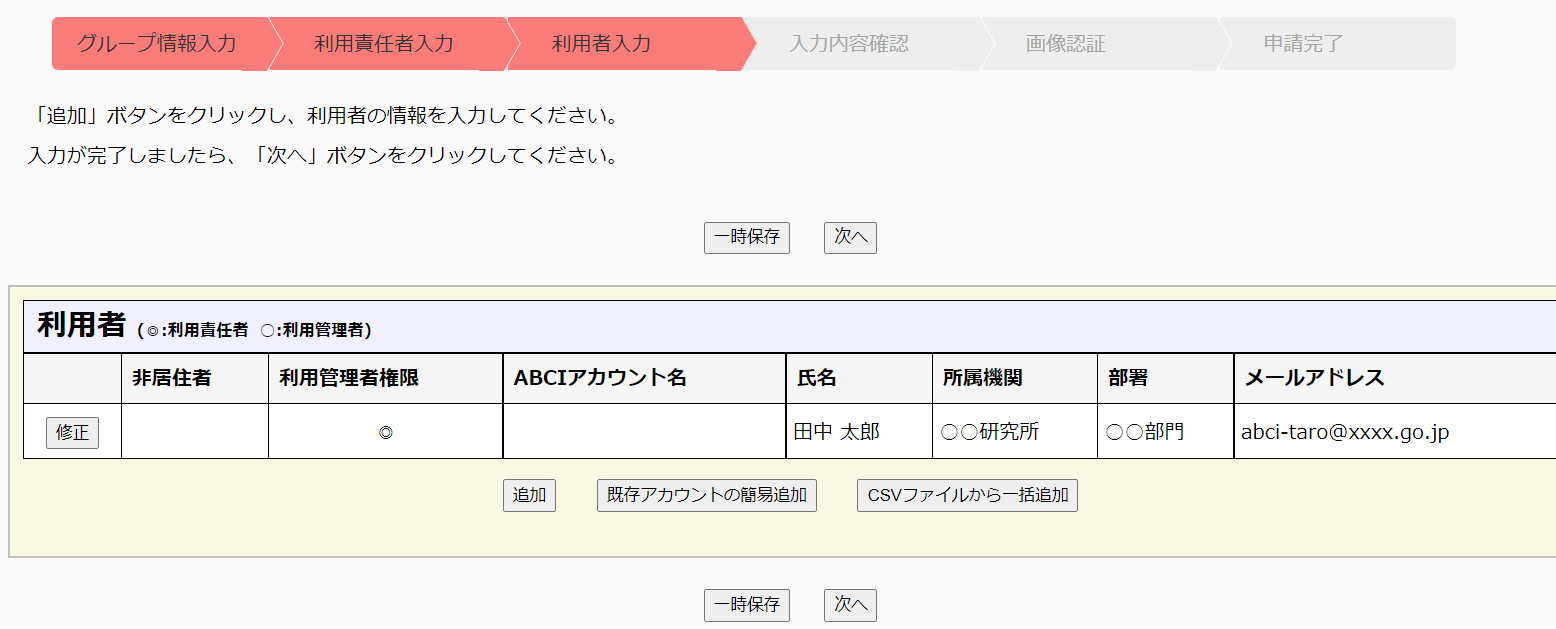 グループ情報入力 利用責任者入力 利用者入力 入力内容確認 画像認証 申請完了
「追加」ボタンをクリックし、利用者の情報を入力してください。
入力が完了しましたら、「次へ」ボタンをクリックしてください。
一時保存 次へ
利用者 (◎:利用責任者 ○:利用管理者)
非居住者 利用管理者権限 ABCIアカウント名 氏名 所属機関 部署 メールアドレス
修正 ◎ 田中 太郎 〇〇研究所 〇〇部門 abci-taro@xxxx.go.jp
追加 既存アカウントの簡易追加 CSVファイルから一括追加
一時保存 次へ